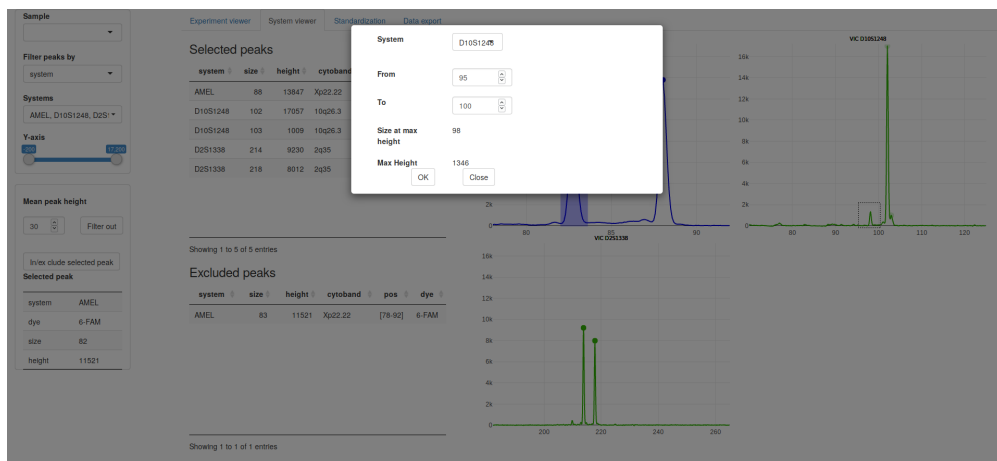 Sample
Filter peaks by
system
Systems
AMEL, D10S1248, D2S
Y-axis
-250 17,200
Mean peak height
30 Filter out
In/ex clude selected peak
Selected peak
system AMEL
dye 6-FAM
size 82
height 11521
Experiment viewer System viewer Standardization Data export
Selected peaks
system size height cytoband
AMEL 88 13847 Xp22.22
D10S1248 102 17057 10q26.3
D10S1248 103 1009 10q26.3
D2S1338 214 9230 2q35
D2S1338 218 8012 2q35
Showing 1 to 5 of 5 entries
Excluded peaks
system size height cytoband pos dye
AMEL 83 11521 Xp22.22 [78-92] 6-FAM
Showing 1 to 1 of 1 entries
System D10S1248
From 95
To 100
Size at max 98
height
Max Height 1346
OK Close
2k
0
80 85 90
VIC D10S1248
16k
14k
12k
10k
8k
6k
4k
2k
0
80 90 100 110 120
VIC D2S1338
16k
14k
12k
10k
8k
6k
4k
2k
0
200 220 240 260